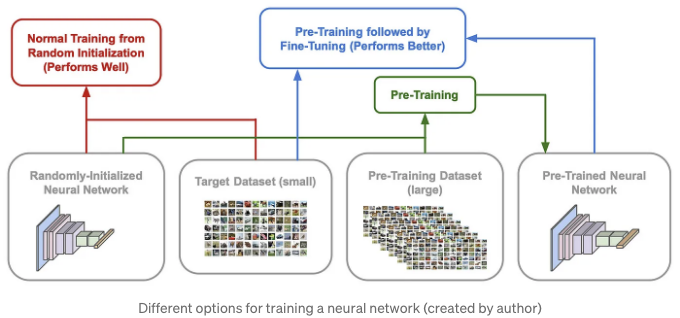 Normal Training from
Random Initialization
(Performs Well)
Pre-Training followed by
Fine-Tuning (Performs Better)
Pre-Training
Randomly-Initialized
Neural Network
Target Dataset (small)
Pre-Training Dataset
(large)
Pre-Trained Neural
Network
Different options for training a neural network (created by author)